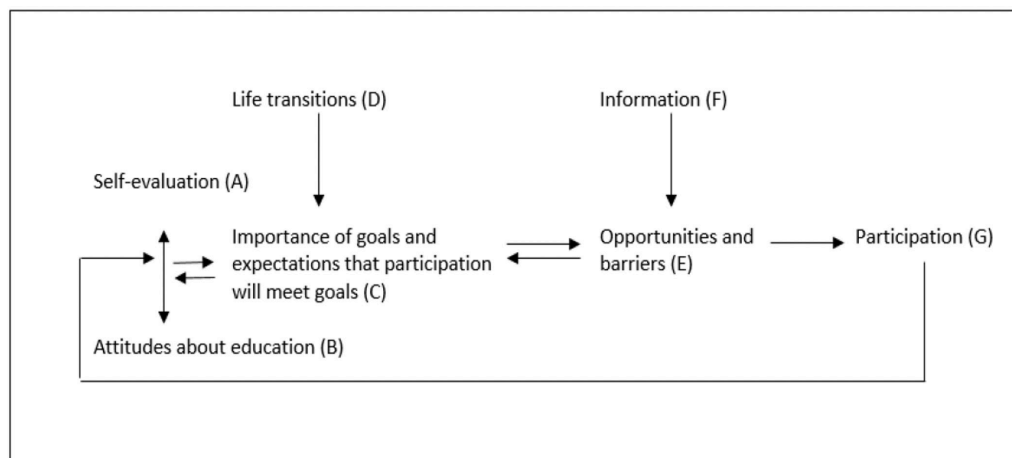 Life transitions (D)
Information (F)
Self-evaluation (A)
Importance of goals and
expectations that participation
will meet goals (C)
Opportunities and
barriers (E)
Participation (G)
Attitudes about education (B)